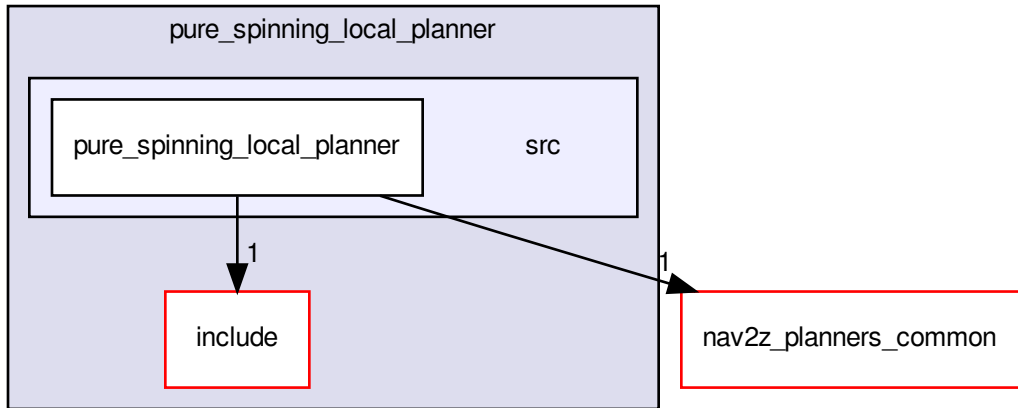 pure_spinning_local_planner
pure_spinning_local_planner
src
1
1
include
nav2z_planners_common